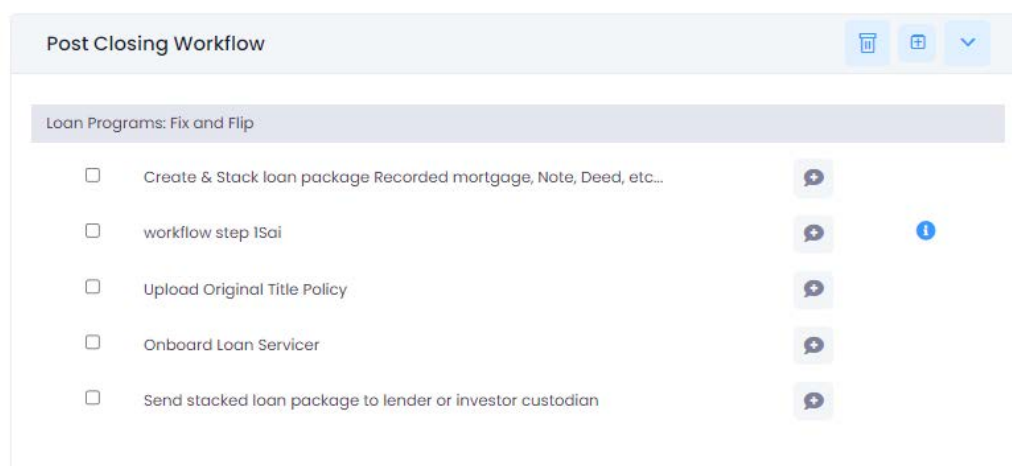 Post Closing Workflow
Loan Programs: Fix and Flip
Create & Stack loan package Recorded mortgage, Note, Deed, etc...
workflow step 1Sai
Upload Original Title Policy
Onboard Loan Servicer
Send stacked loan package to lender or investor custodian